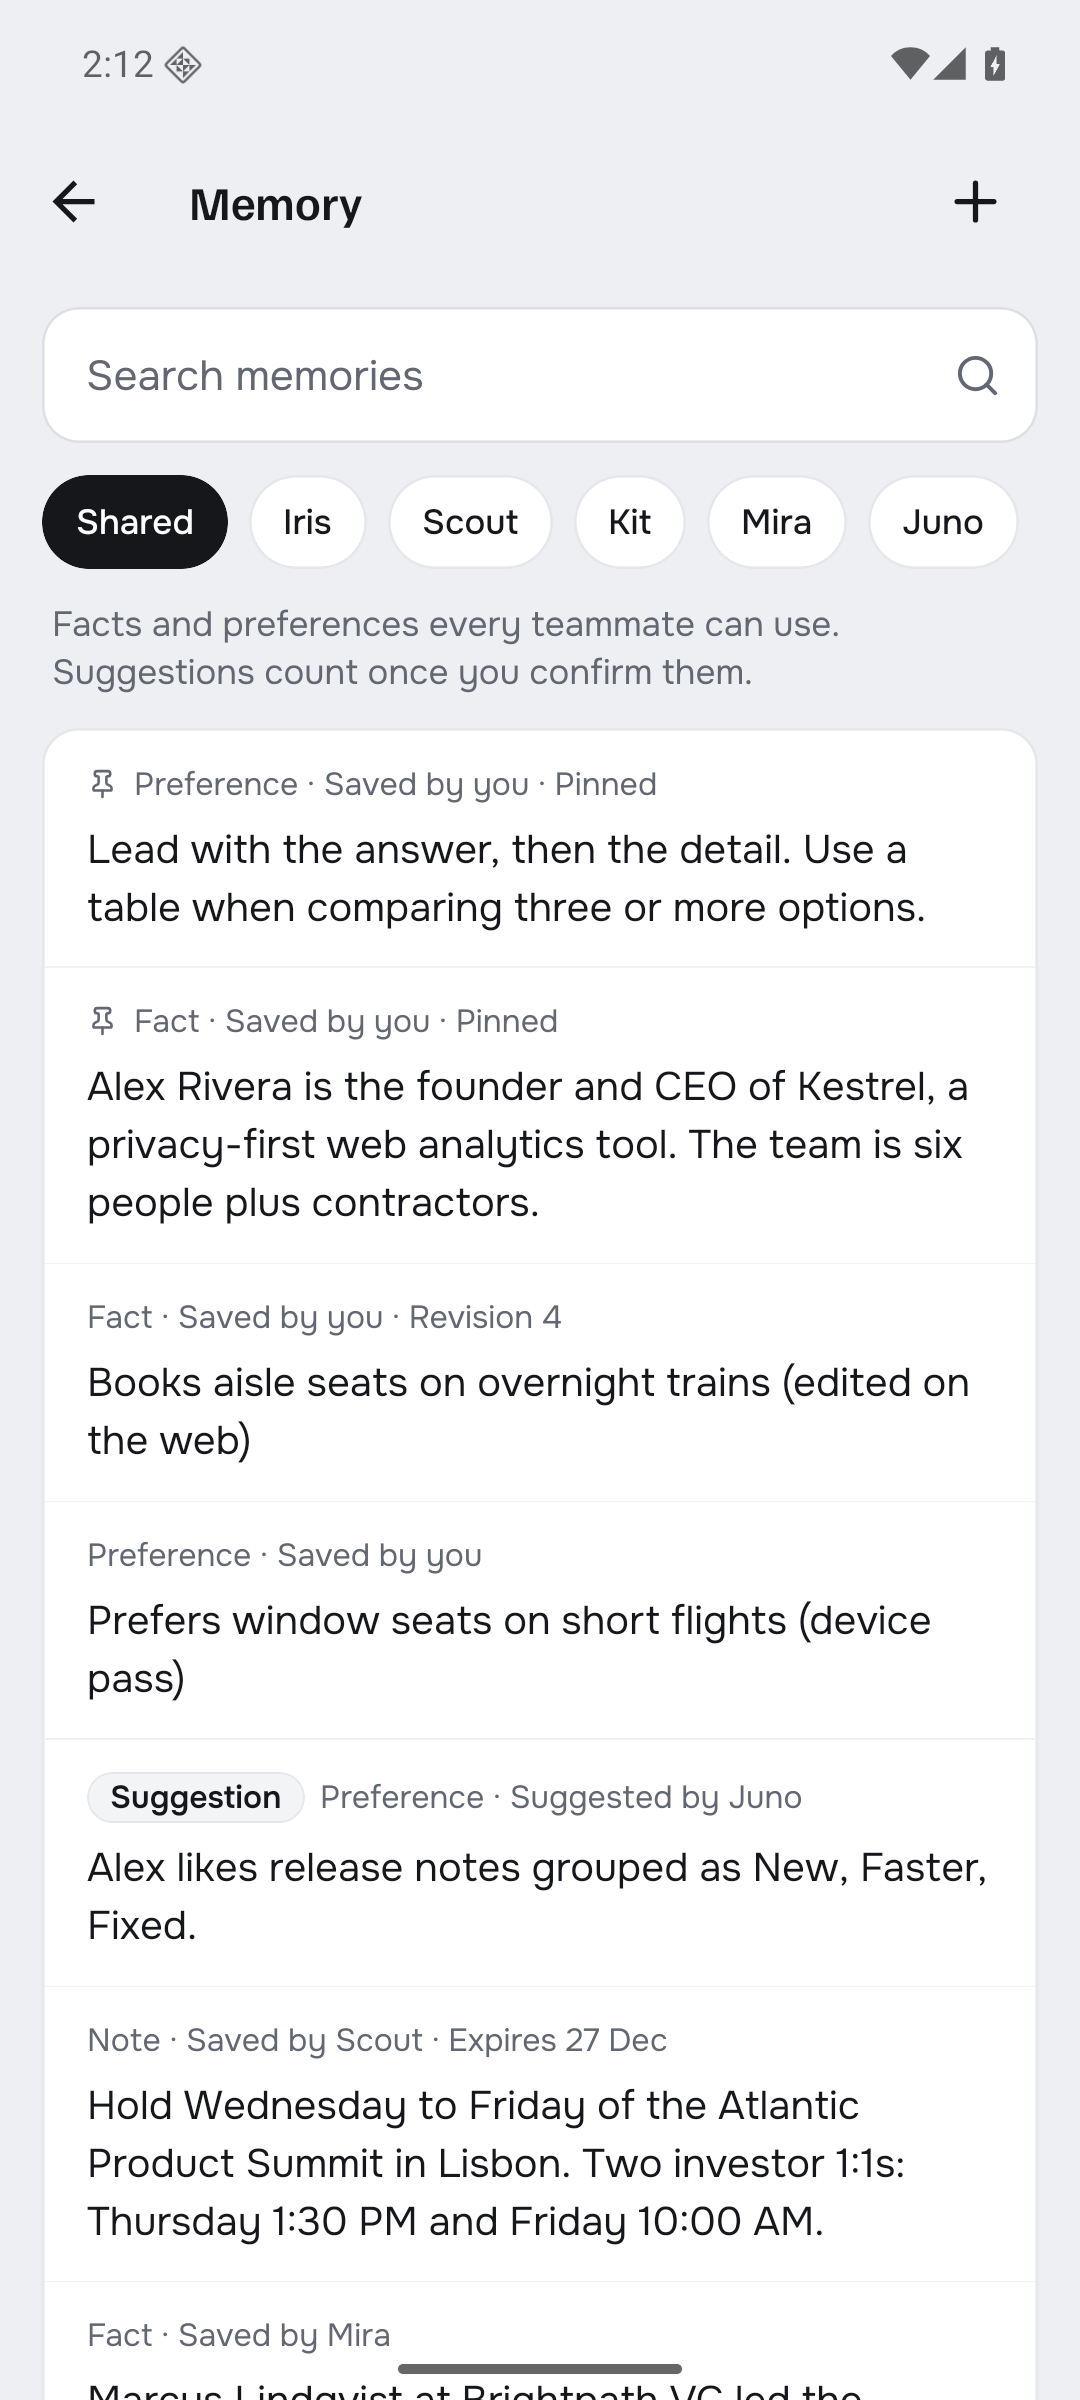 2:12
Memory
Search memories
Shared
Iris
Scout
Kit
Mira
Juno
Facts and preferences every teammate can use.
Suggestions count once you confirm them.
Preference · Saved by you · Pinned
Lead with the answer, then the detail. Use a
table when comparing three or more options.
Fact · Saved by you · Pinned
Alex Rivera is the founder and CEO of Kestrel, a
privacy-first web analytics tool. The team is six
people plus contractors.
Fact · Saved by you · Revision 4
Books aisle seats on overnight trains (edited on
the web)
Preference · Saved by you
Prefers window seats on short flights (device
pass)
Suggestion Preference · Suggested by Juno
Alex likes release notes grouped as New, Faster,
Fixed.
Note · Saved by Scout · Expires 27 Dec
Hold Wednesday to Friday of the Atlantic
Product Summit in Lisbon. Two investor 1:1s:
Thursday 1:30 PM and Friday 10:00 AM.
Fact · Saved by Mira
Marcus Lindqvist at Brightpath VC led the